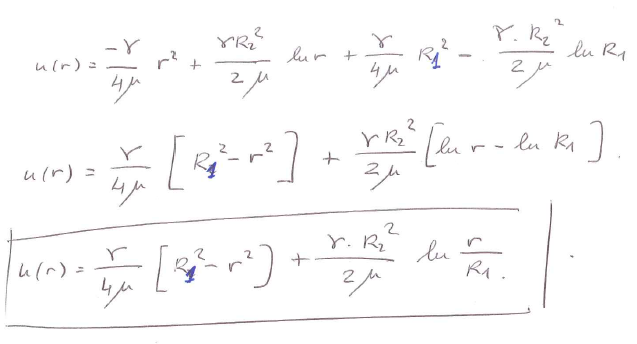 u(r) = -γ/4μ r² + γR₂²/2μ ln r + γ/4μ R₁² - γ.R₂²/2μ ln R₁
u(r) = γ/4μ [R₁² - r²] + γR₂²/2μ [ln r - ln R₁].
u(r) = γ/4μ [R₁² - r²) + γ.R₂²/2μ ln r/R₁.